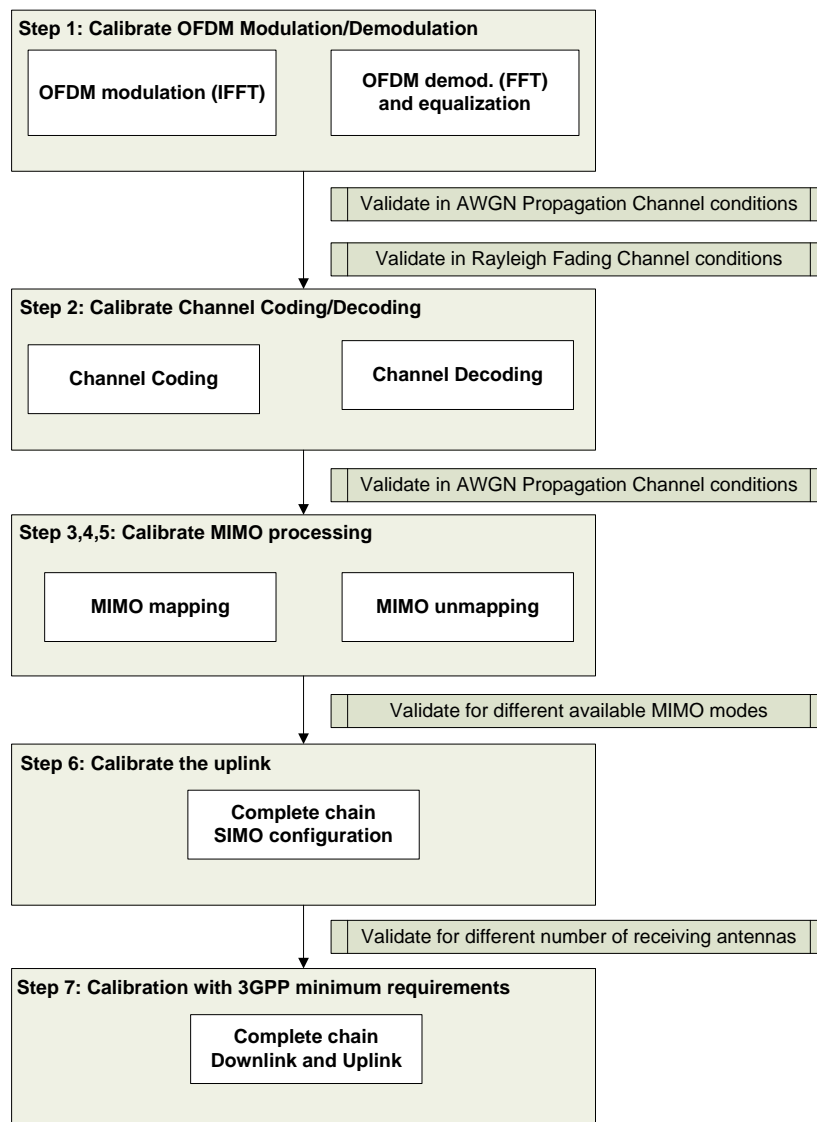 Step 1: Calibrate OFDM Modulation/Demodulation
OFDM modulation (IFFT)
OFDM demod. (FFT)
and equalization
Validate in AWGN Propagation Channel conditions
Validate in Rayleigh Fading Channel conditions
Step 2: Calibrate Channel Coding/Decoding
Channel Coding
Channel Decoding
Validate in AWGN Propagation Channel conditions
Step 3,4,5: Calibrate MIMO processing
MIMO mapping
MIMO unmapping
Validate for different available MIMO modes
Step 6: Calibrate the uplink
Complete chain
SIMO configuration
Validate for different number of receiving antennas
Step 7: Calibration with 3GPP minimum requirements
Complete chain
Downlink and Uplink